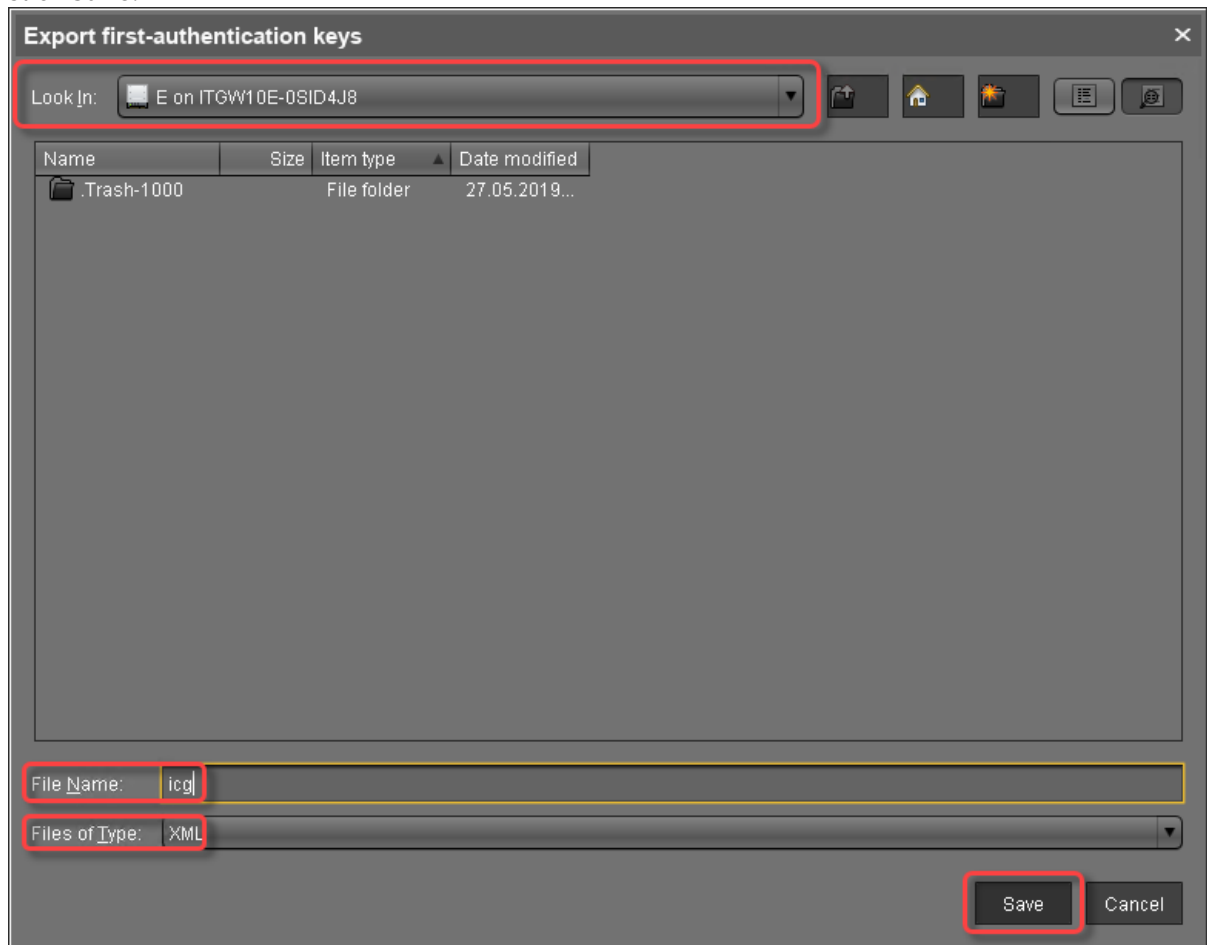 Export first-authentication keys
Look In: E on ITGW10E-0SID4J8
Name Size Item type Date modified
.Trash-1000 File folder 27.05.2019...
File Name: icg
Files of Type: XML
Save Cancel